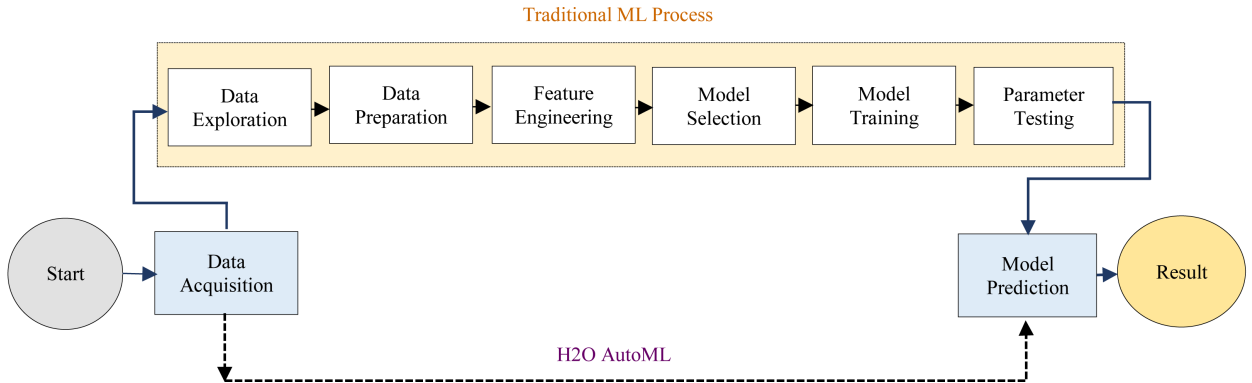 Traditional ML Process
Data
Exploration
Data
Preparation
Feature
Engineering
Model
Selection
Model
Training
Parameter
Testing
Start
Data
Acquisition
Model
Prediction
Result
H2O AutoML